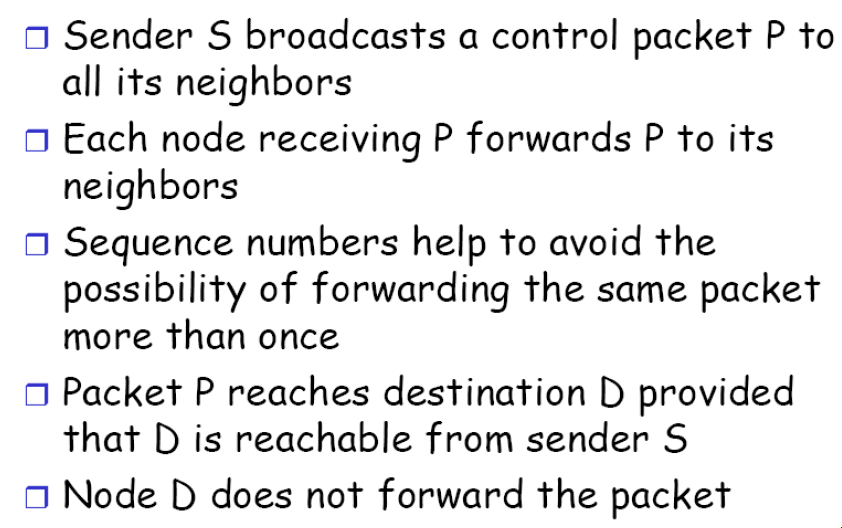 Sender S broadcasts a control packet P to
all its neighbors
Each node receiving P forwards P to its
neighbors
Sequence numbers help to avoid the
possibility of forwarding the same packet
more than once
Packet P reaches destination D provided
that D is reachable from sender S
Node D does not forward the packet